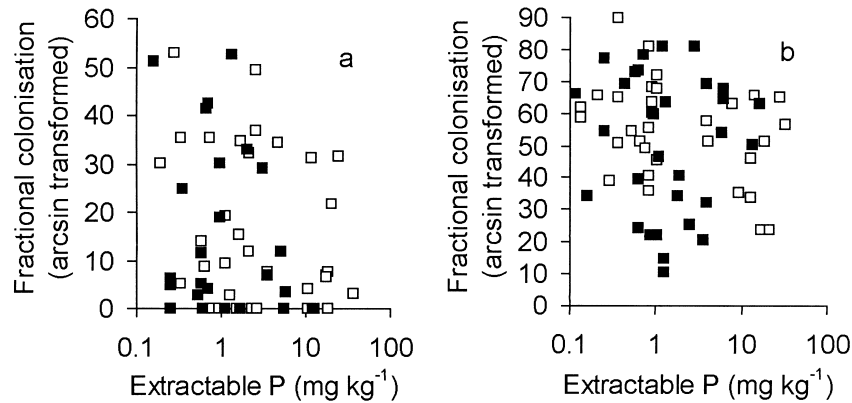 Fractional colonisation
(arcsin transformed)
60
50
40
30
20
10
0
a
0.1 1 10 100
Extractable P (mg kg⁻¹)
Fractional colonisation
(arcsin transformed)
90
80
70
60
50
40
30
20
10
0
b
0.1 1 10 100
Extractable P (mg kg⁻¹)